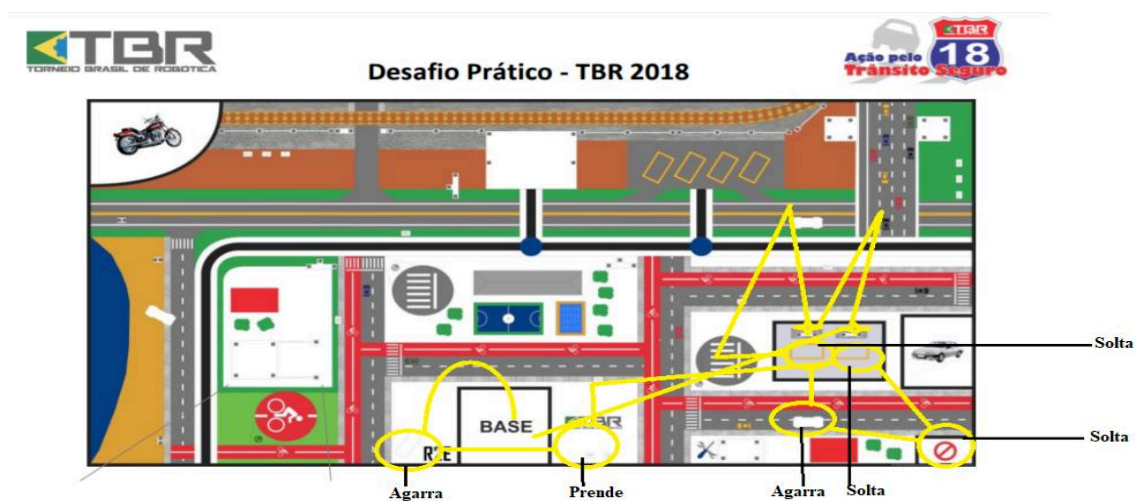 TBR
TORNEIO BRASIL DE ROBÓTICA
Desafio Prático - TBR 2018
TBR
Ação pelo 18
Trânsito Seguro
Solta
BASE
TBR
Solta
Agarra
Prende
Agarra
Solta